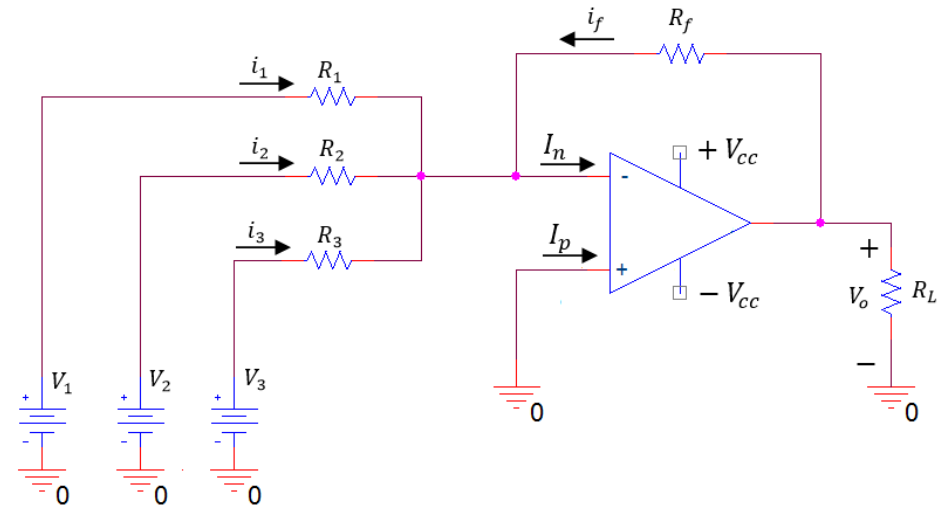 i_f
R_f
i_1
R_1
i_2
R_2
i_3
R_3
I_n
I_p
+ V_cc
-
+
− V_cc
+
V_o
R_L
−
V_1
V_2
V_3
+
-
+
-
+
-
0
0
0
0
0